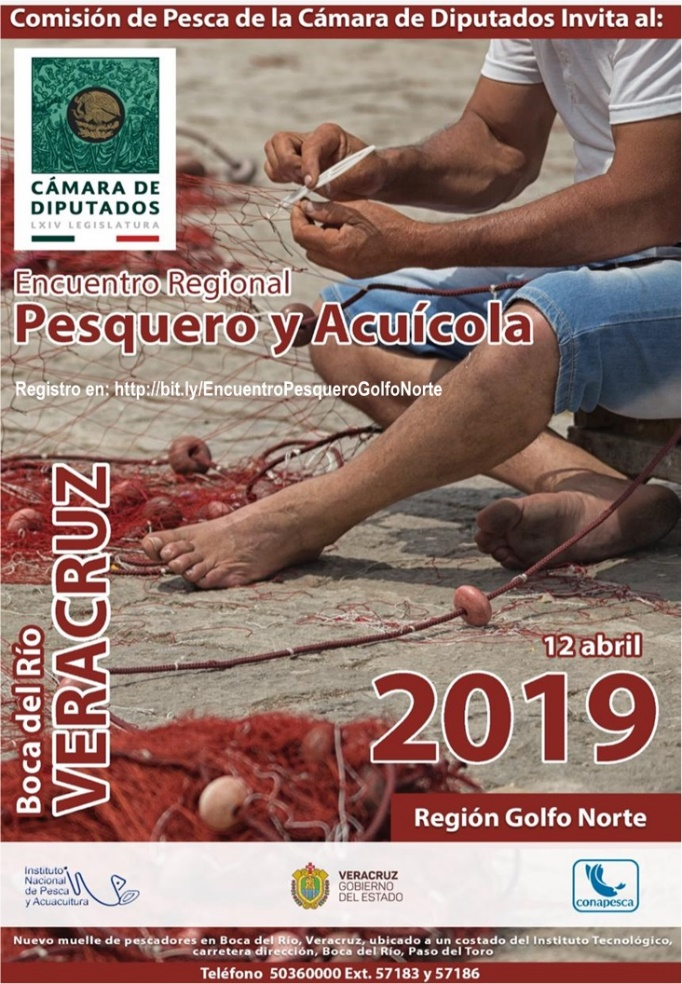 Comisión de Pesca de la Cámara de Diputados Invita al:
CÁMARA DE
DIPUTADOS
LXIV LEGISLATURA
Encuentro Regional
Pesquero y Acuícola
Registro en: http://bit.ly/EncuentroPesqueroGolfoNorte
Boca del Río
VERACRUZ
12 abril
2019
Región Golfo Norte
Instituto
Nacional
de Pesca
y Acuacultura
VERACRUZ
GOBIERNO
DEL ESTADO
conapesca
Nuevo muelle de pescadores en Boca del Río, Veracruz, ubicado a un costado del Instituto Tecnológico,
carretera dirección, Boca del Río, Paso del Toro
Teléfono 50360000 Ext. 57183 y 57186